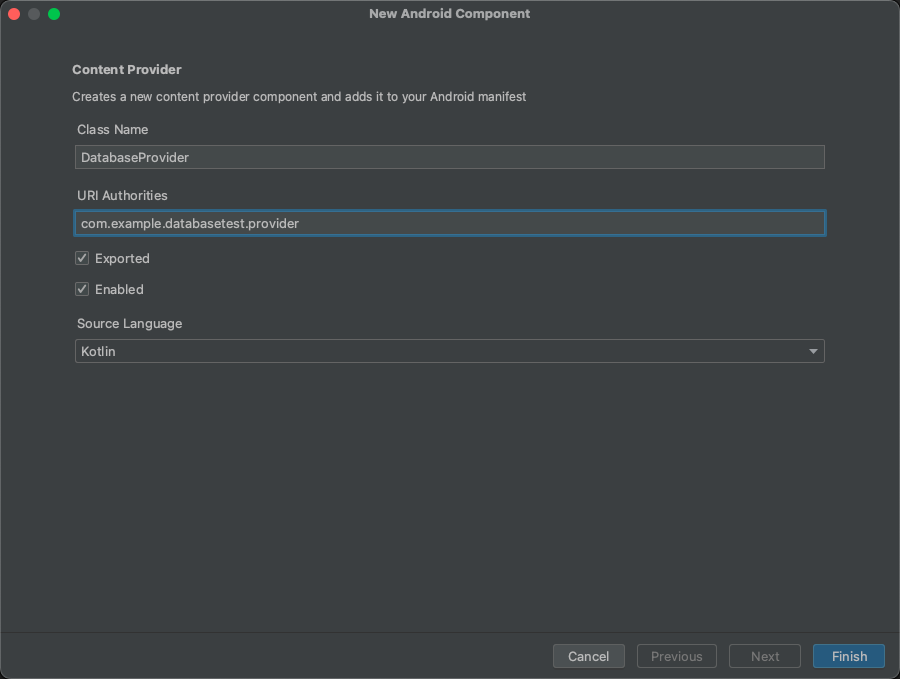 New Android Component
Content Provider
Creates a new content provider component and adds it to your Android manifest
Class Name
DatabaseProvider
URI Authorities
com.example.databasetest.provider
Exported
Enabled
Source Language
Kotlin
Cancel
Previous
Next
Finish